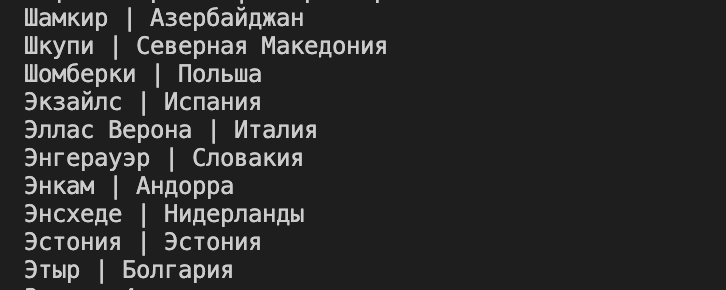 Шамкир | Азербайджан
Шкупи | Северная Македония
Шомберки | Польша
Экзайлс | Испания
Эллас Верона | Италия
Энгерауэр | Словакия
Энкам | Андорра
Энсхеде | Нидерланды
Эстония | Эстония
Этыр | Болгария